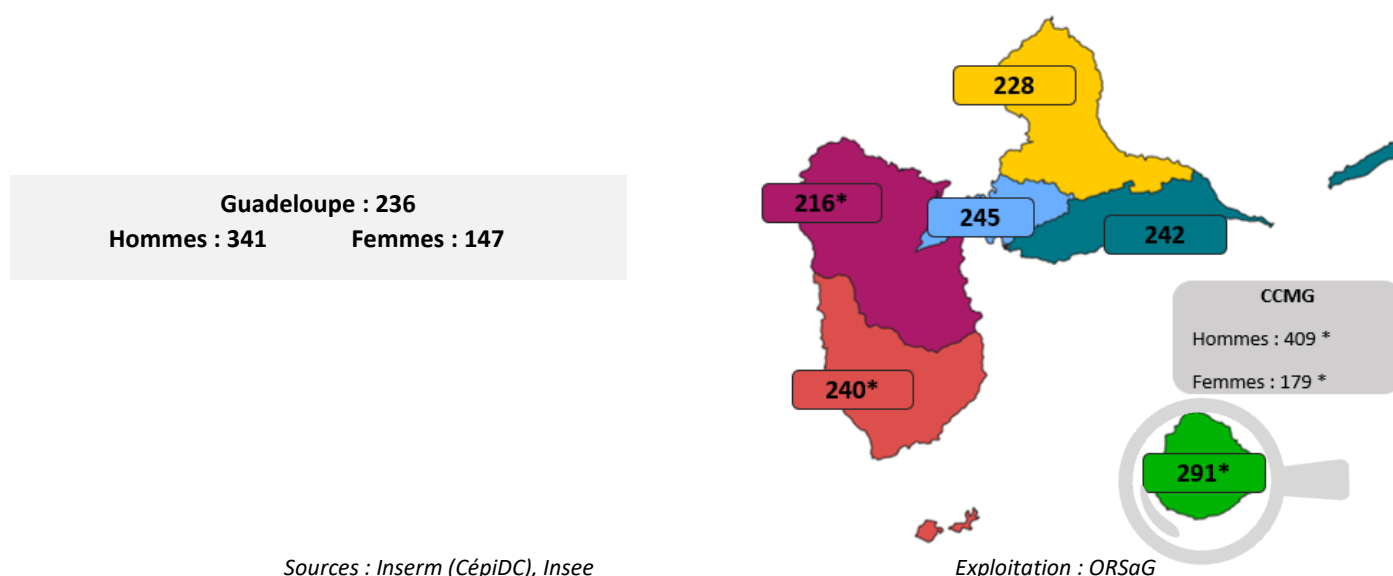 Guadeloupe : 236
Hommes : 341 Femmes : 147
228
216*
245
242
CCMG
Hommes : 409 *
Femmes : 179 *
240*
291*
Sources : Inserm (CépiDC), Insee
Exploitation : ORSaG